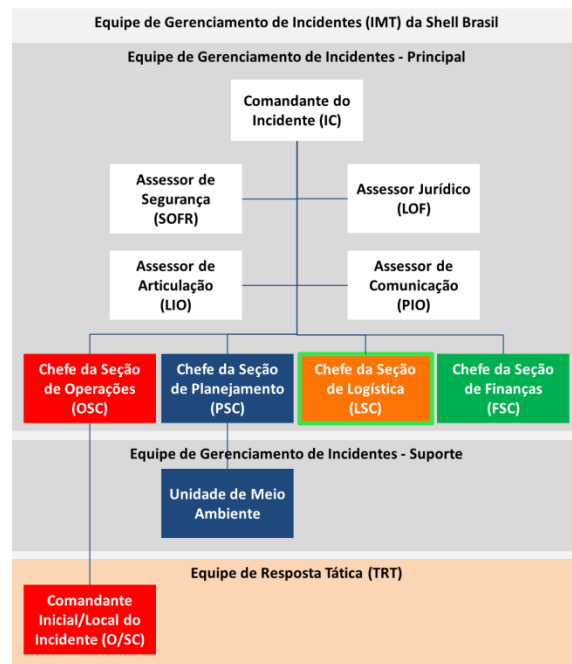 Equipe de Gerenciamento de Incidentes (IMT) da Shell Brasil
Equipe de Gerenciamento de Incidentes - Principal
Comandante do
Incidente (IC)
Assessor de
Segurança
(SOFR)
Assessor Jurídico
(LOF)
Assessor de
Articulação
(LIO)
Assessor de
Comunicação
(PIO)
Chefe da Seção
de Operações
(OSC)
Chefe da Seção
de Planejamento
(PSC)
Chefe da Seção
de Logística
(LSC)
Chefe da Seção
de Finanças
(FSC)
Equipe de Gerenciamento de Incidentes - Suporte
Unidade de Meio
Ambiente
Equipe de Resposta Tática (TRT)
Comandante
Inicial/Local do
Incidente (O/SC)